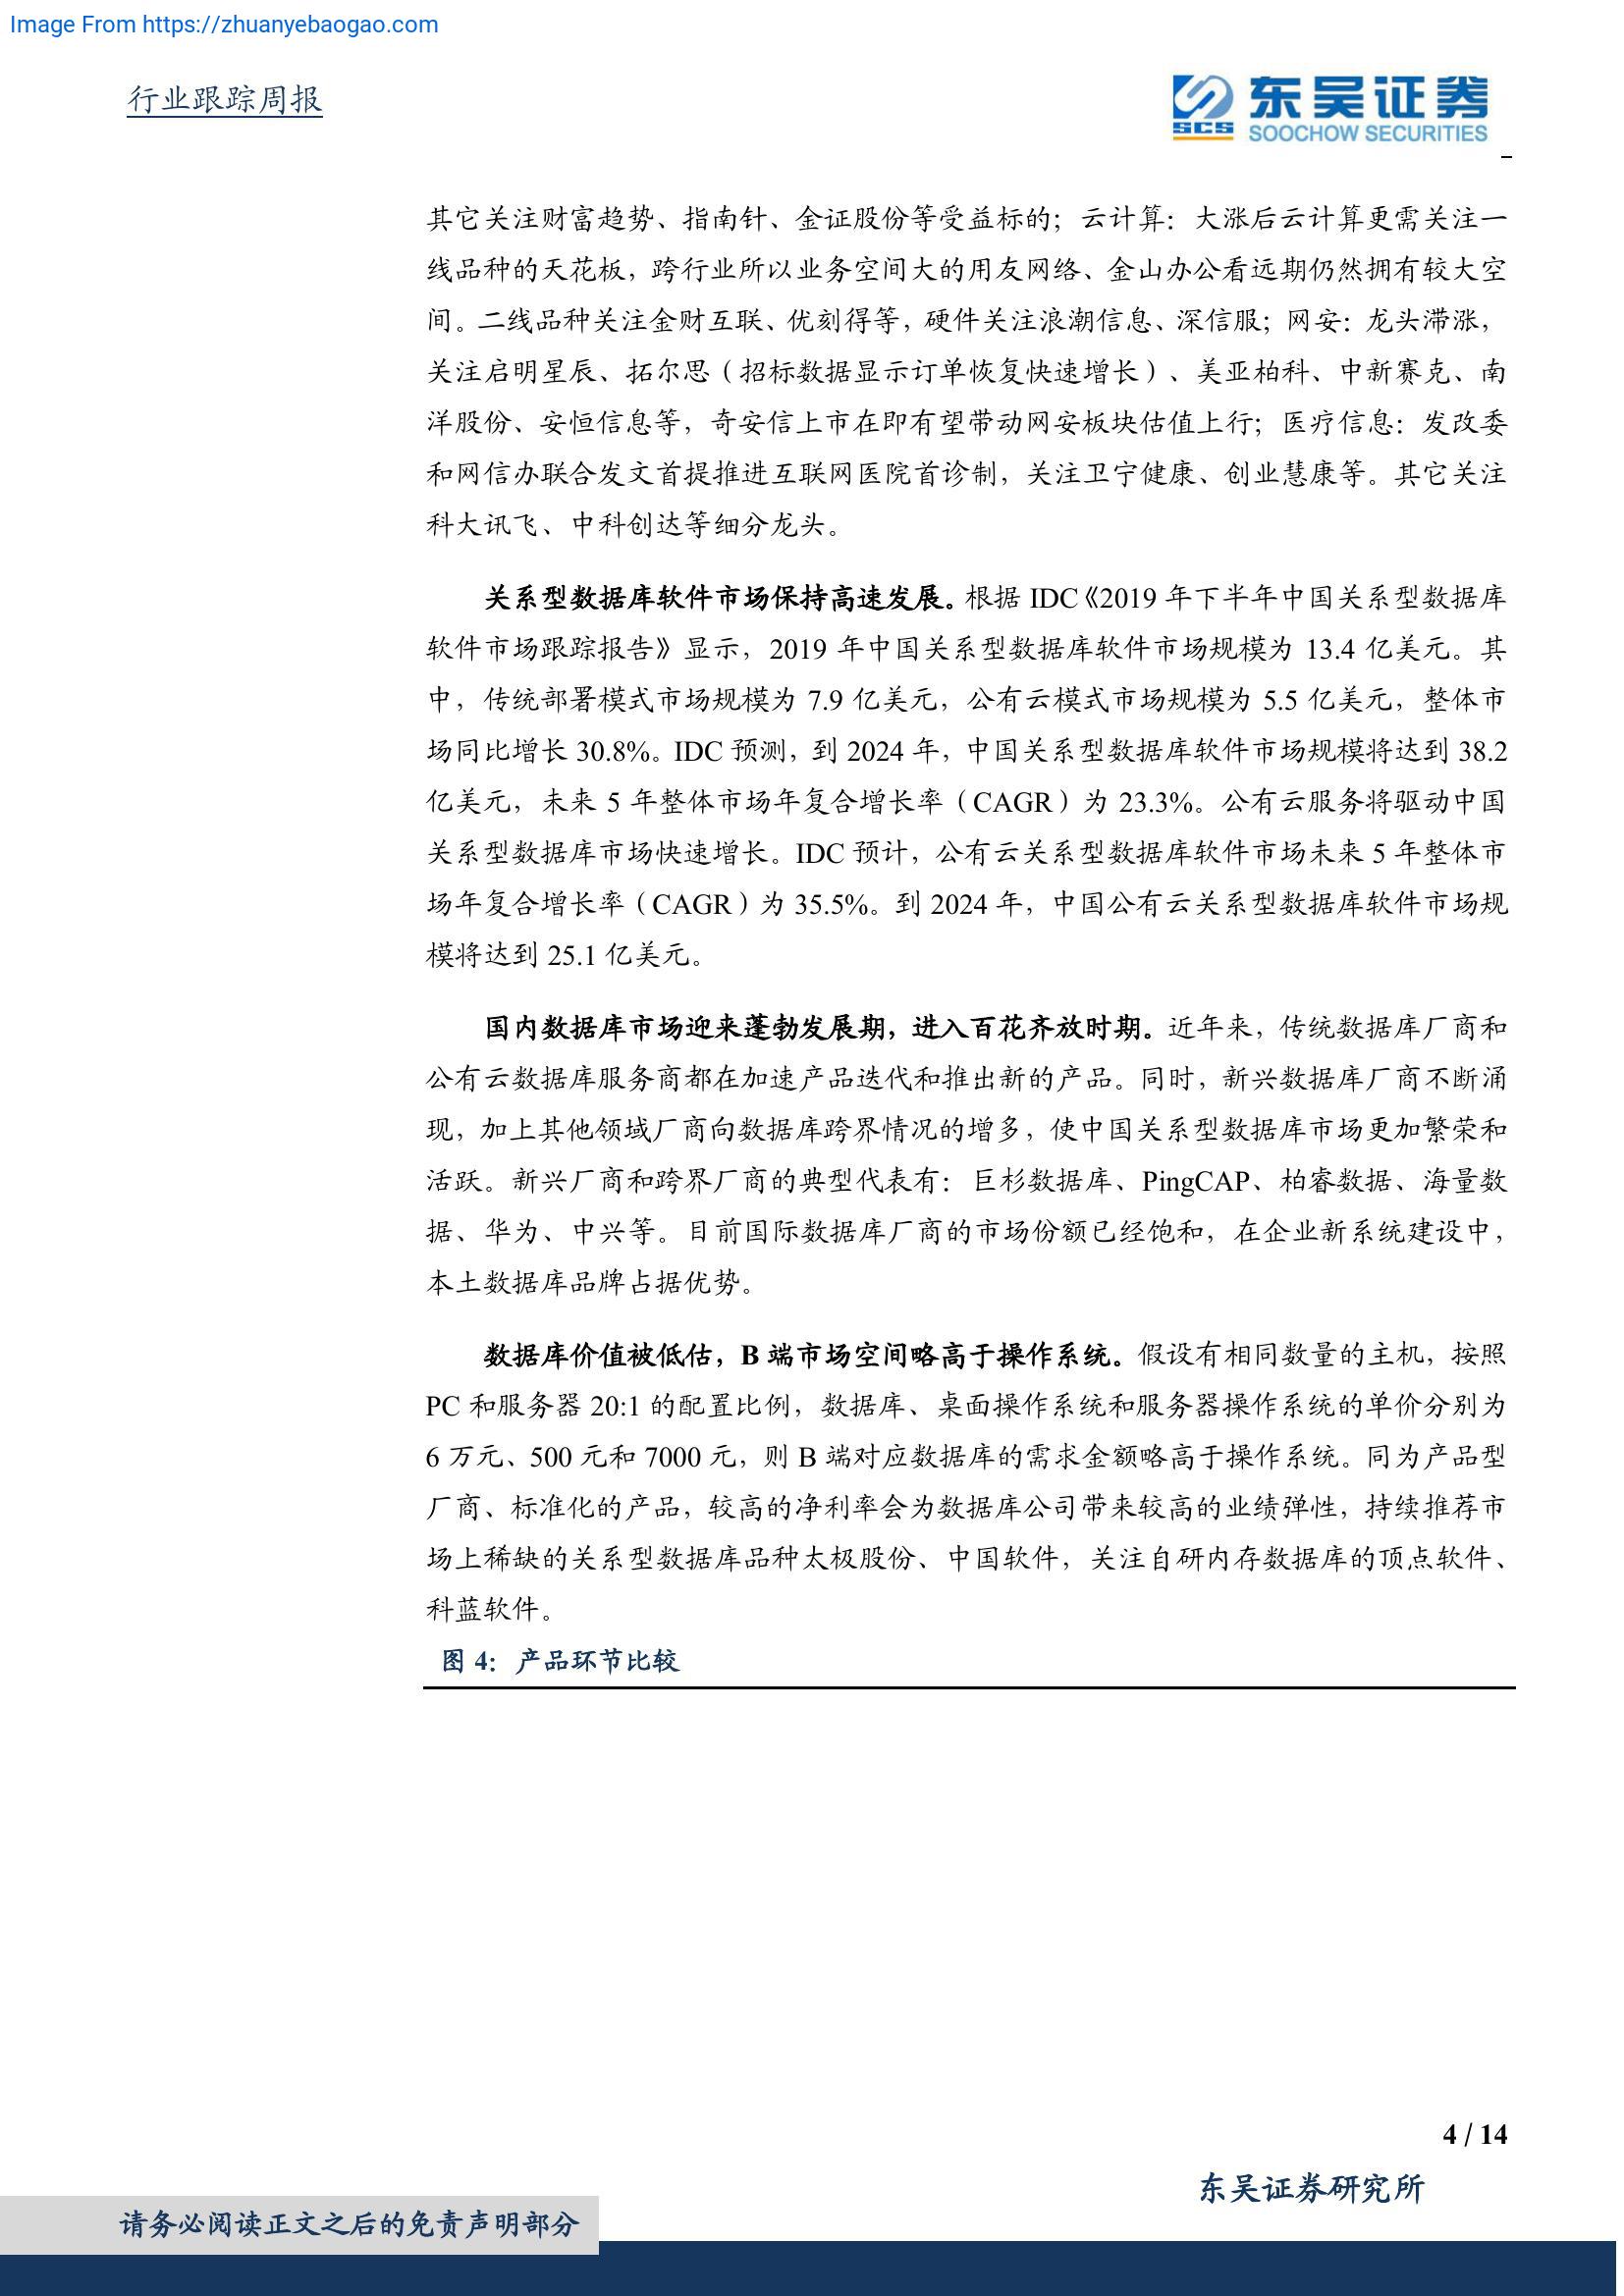 Image From https://zhuanyebaogao.com
行业跟踪周报
SCS
东吴证券
SOOCHOW SECURITIES
其它关注财富趋势、指南针、金证股份等受益标的；云计算：大涨后云计算更需关注一
线品种的天花板，跨行业所以业务空间大的用友网络、金山办公看远期仍然拥有较大空
间。二线品种关注金财互联、优刻得等，硬件关注浪潮信息、深信服；网安：龙头滞涨，
关注启明星辰、拓尔思（招标数据显示订单恢复快速增长）、美亚柏科、中新赛克、南
洋股份、安恒信息等，奇安信上市在即有望带动网安板块估值上行；医疗信息：发改委
和网信办联合发文首提推进互联网医院首诊制，关注卫宁健康、创业慧康等。其它关注
科大讯飞、中科创达等细分龙头。
关系型数据库软件市场保持高速发展。根据 IDC《2019 年下半年中国关系型数据库
软件市场跟踪报告》显示，2019 年中国关系型数据库软件市场规模为 13.4 亿美元。其
中，传统部署模式市场规模为 7.9 亿美元，公有云模式市场规模为 5.5 亿美元，整体市
场同比增长 30.8%。IDC 预测，到 2024 年，中国关系型数据库软件市场规模将达到 38.2
亿美元，未来 5 年整体市场年复合增长率（CAGR）为 23.3%。公有云服务将驱动中国
关系型数据库市场快速增长。IDC 预计，公有云关系型数据库软件市场未来 5 年整体市
场年复合增长率（CAGR）为 35.5%。到 2024 年，中国公有云关系型数据库软件市场规
模将达到 25.1 亿美元。
国内数据库市场迎来蓬勃发展期，进入百花齐放时期。近年来，传统数据库厂商和
公有云数据库服务商都在加速产品迭代和推出新的产品。同时，新兴数据库厂商不断涌
现，加上其他领域厂商向数据库跨界情况的增多，使中国关系型数据库市场更加繁荣和
活跃。新兴厂商和跨界厂商的典型代表有：巨杉数据库、PingCAP、柏睿数据、海量数
据、华为、中兴等。目前国际数据库厂商的市场份额已经饱和，在企业新系统建设中，
本土数据库品牌占据优势。
数据库价值被低估，B 端市场空间略高于操作系统。假设有相同数量的主机，按照
PC 和服务器 20:1 的配置比例，数据库、桌面操作系统和服务器操作系统的单价分别为
6 万元、500 元和 7000 元，则 B 端对应数据库的需求金额略高于操作系统。同为产品型
厂商、标准化的产品，较高的净利率会为数据库公司带来较高的业绩弹性，持续推荐市
场上稀缺的关系型数据库品种太极股份、中国软件，关注自研内存数据库的顶点软件、
科蓝软件。
图 4：产品环节比较
4 / 14
东吴证券研究所
请务必阅读正文之后的免责声明部分